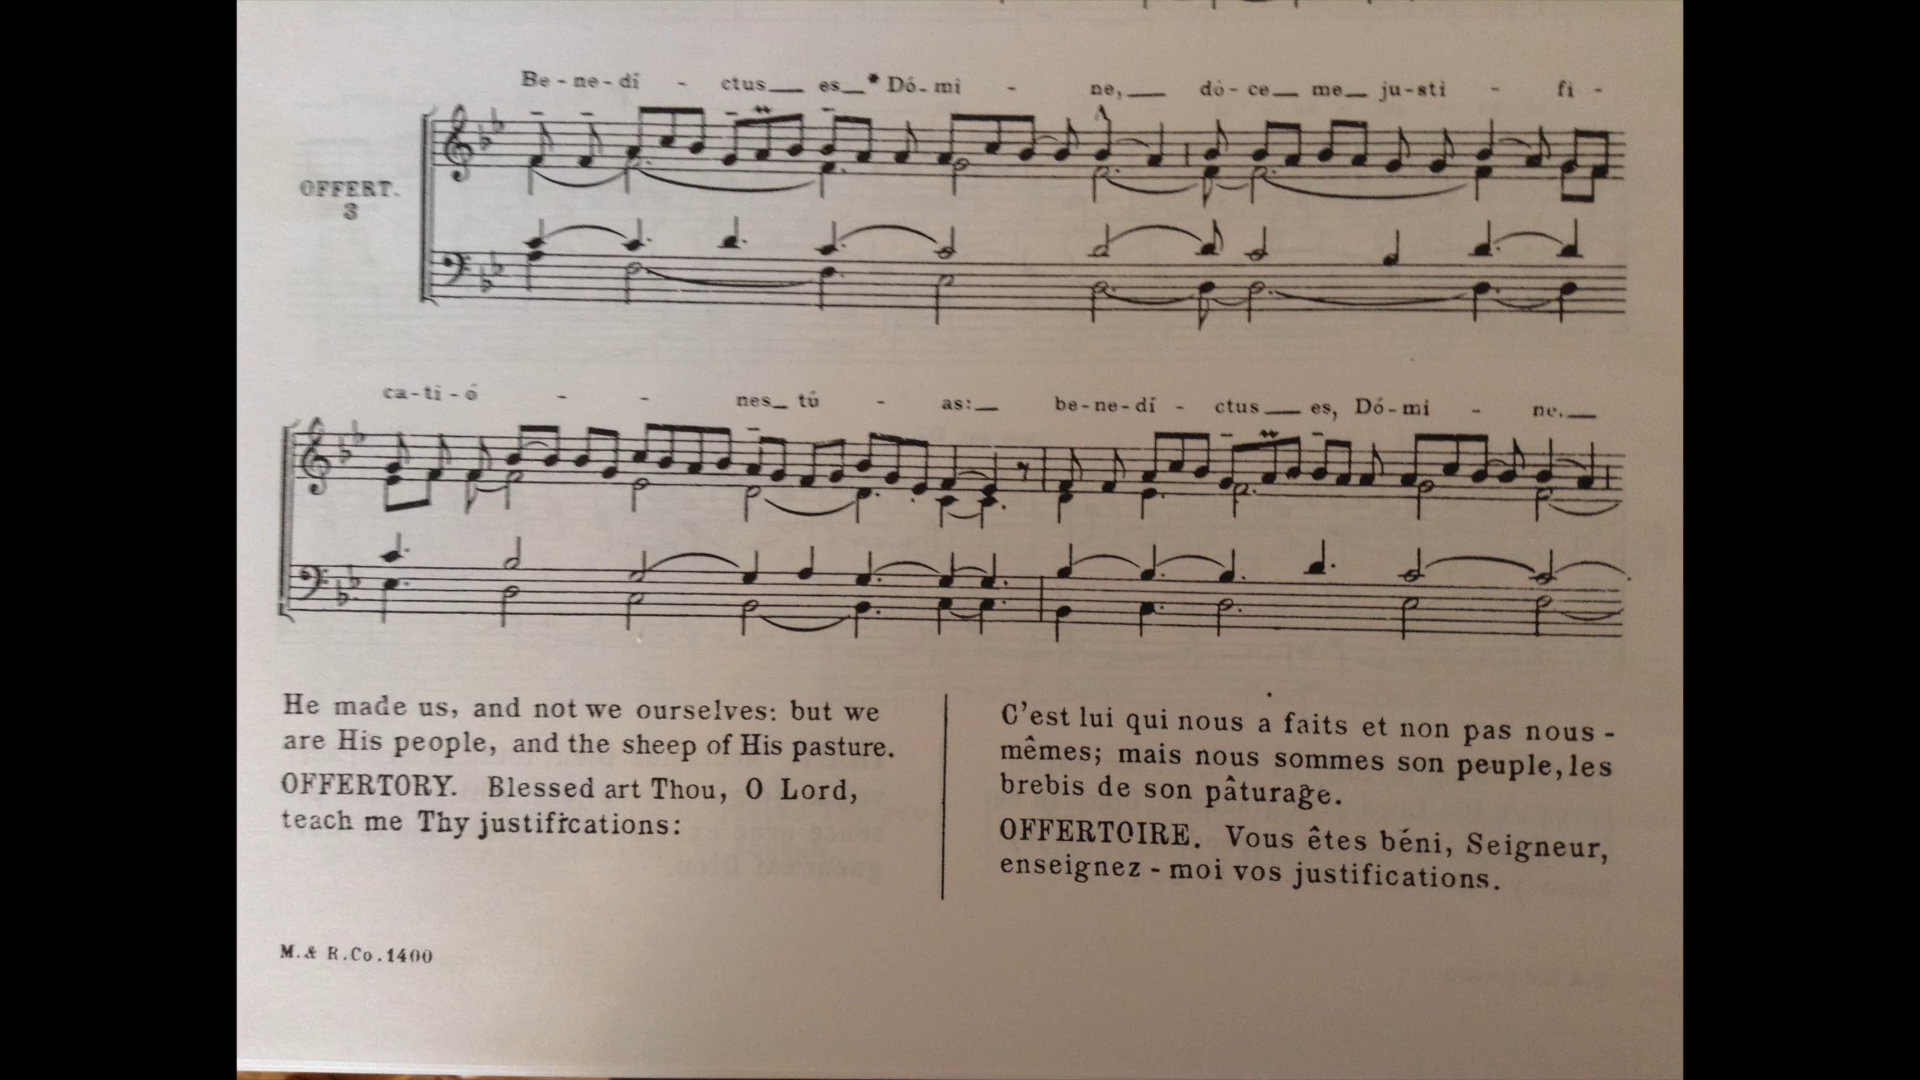 Be - ne - dí - ctus es * Dó - mi - ne, dó - ce me ju - sti - fi -
OFFERT.
3
ca - ti - ó - - nes tú - as: be - ne - dí - ctus es, Dó - mi - ne.
He made us, and not we ourselves: but we
are His people, and the sheep of His pasture.
OFFERTORY. Blessed art Thou, O Lord,
teach me Thy justifications:
C'est lui qui nous a faits et non pas nous -
mêmes; mais nous sommes son peuple, les
brebis de son pâturage.
OFFERTOIRE. Vous êtes béni, Seigneur,
enseignez - moi vos justifications.
M. & R. Co. 1400